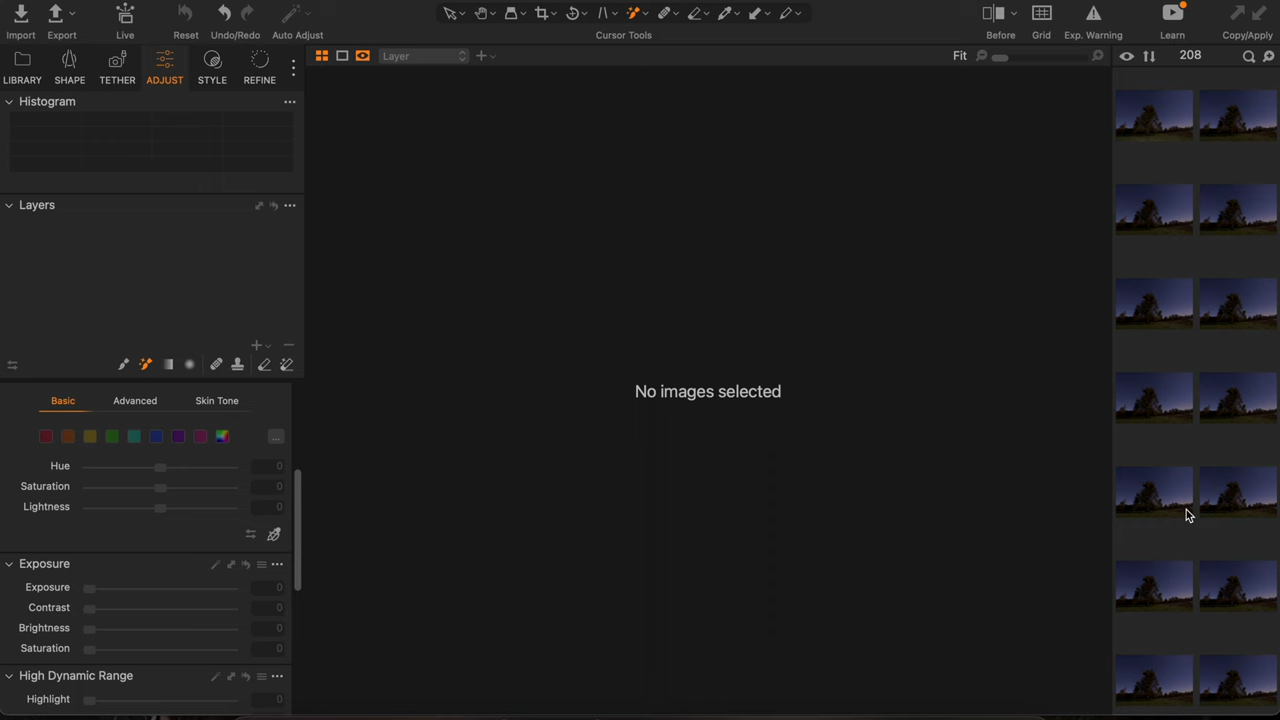 Import Export Live Reset Undo/Redo Auto Adjust Cursor Tools Before Grid Exp. Warning Learn Copy/Apply
LIBRARY SHAPE TETHER ADJUST STYLE REFINE
Layer Fit 208
Histogram
Layers
No images selected
Basic Advanced Skin Tone
...
Hue 0
Saturation 0
Lightness 0
Exposure
Exposure 0
Contrast 0
Brightness 0
Saturation 0
High Dynamic Range
Highlight 0